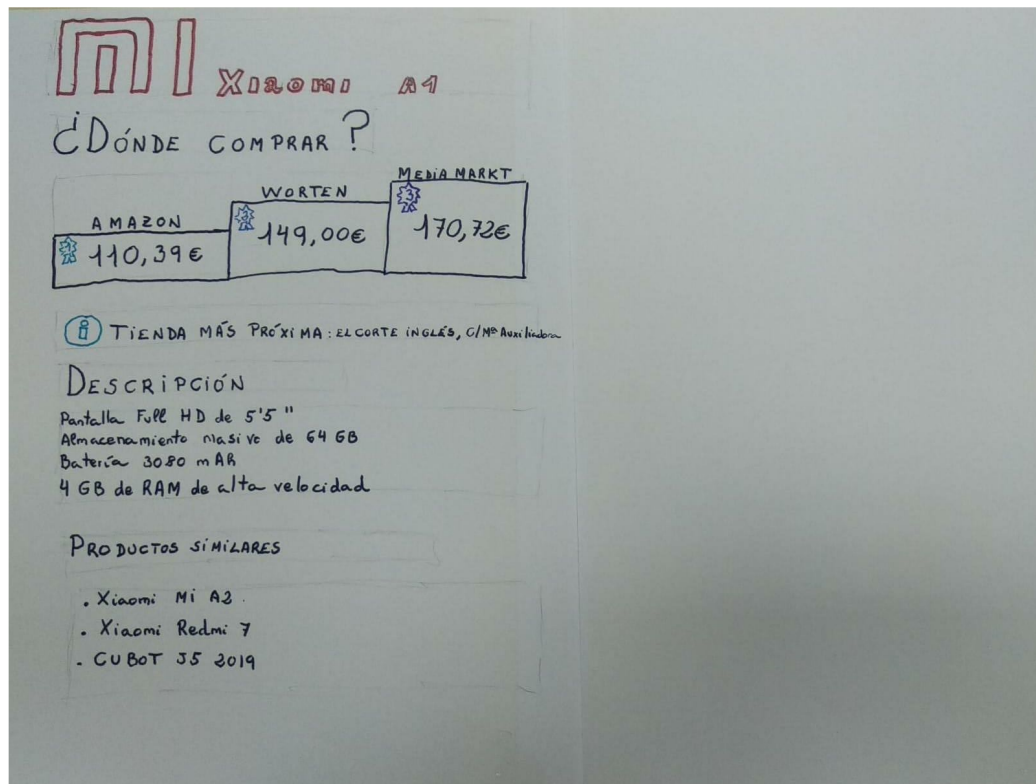 MI Xiaomi A1
¿DÓNDE COMPRAR?
AMAZON
1 110,39€
WORTEN
2 149,00€
MEDIA MARKT
3 170,72€
i TIENDA MÁS PRÓXIMA: EL CORTE INGLÉS, C/Mª Auxiliadora
DESCRIPCIÓN
Pantalla Full HD de 5'5"
Almacenamiento masivo de 64 GB
Batería 3080 mAh
4 GB de RAM de alta velocidad
PRODUCTOS SIMILARES
. Xiaomi Mi A2
. Xiaomi Redmi 7
. CUBOT J5 2019